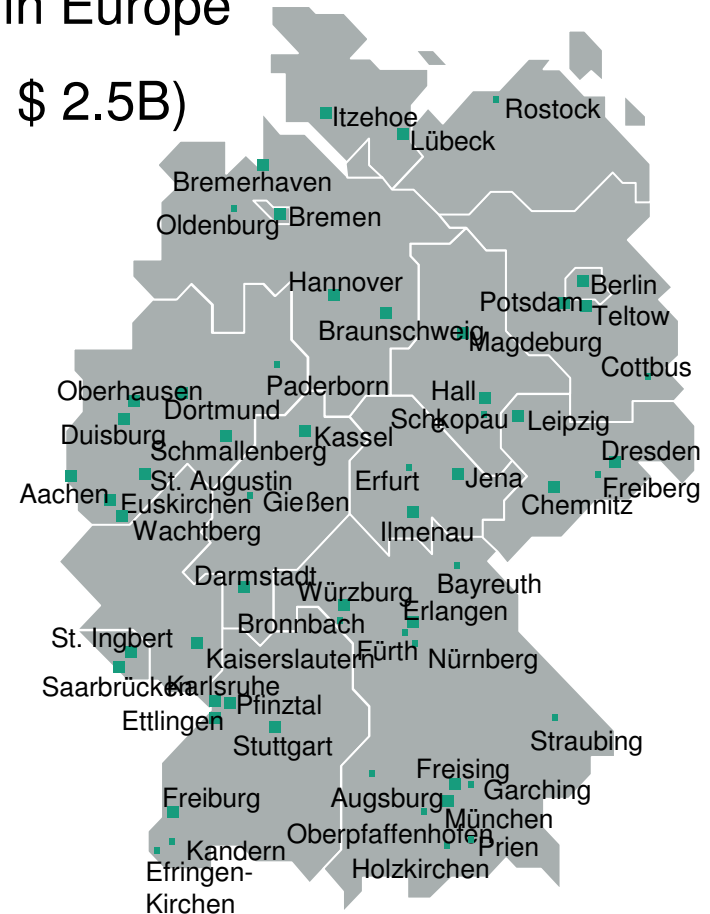 in Europe
$ 2.5B)
Rostock
Itzehoe
Lübeck
Bremerhaven
Oldenburg
Bremen
Hannover
Berlin
Potsdam
Teltow
Braunschweig
Magdeburg
Cottbus
Paderborn
Oberhausen
Dortmund
Hall
e
Schkopau
Leipzig
Duisburg
Kassel
Schmallenberg
Dresden
St. Augustin
Erfurt
Jena
Freiberg
Aachen
Euskirchen
Gießen
Chemnitz
Wachtberg
Ilmenau
Darmstadt
Würzburg
Bayreuth
Erlangen
Bronnbach
St. Ingbert
Kaiserslautern
Fürth
Nürnberg
Saarbrücken
Karlsruhe
Pfinztal
Ettlingen
Stuttgart
Straubing
Freising
Garching
Freiburg
Augsburg
München
Oberpfaffenhofen
Prien
Kandern
Holzkirchen
Efringen-
Kirchen